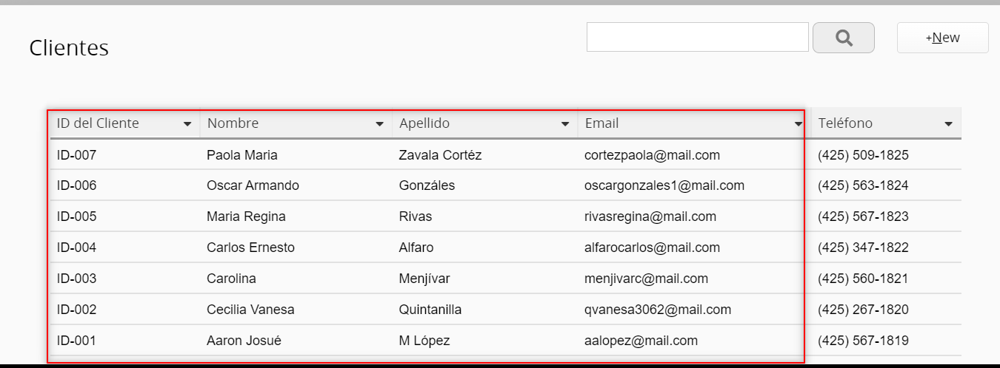 Clientes
+New
ID del Cliente Nombre Apellido Email Teléfono
ID-007 Paola Maria Zavala Cortéz cortezpaola@mail.com (425) 509-1825
ID-006 Oscar Armando Gonzáles oscargonzales1@mail.com (425) 563-1824
ID-005 Maria Regina Rivas rivasregina@mail.com (425) 567-1823
ID-004 Carlos Ernesto Alfaro alfarocarlos@mail.com (425) 347-1822
ID-003 Carolina Menjívar menjivarc@mail.com (425) 560-1821
ID-002 Cecilia Vanesa Quintanilla qvanesa3062@mail.com (425) 267-1820
ID-001 Aaron Josué M López aalopez@mail.com (425) 567-1819